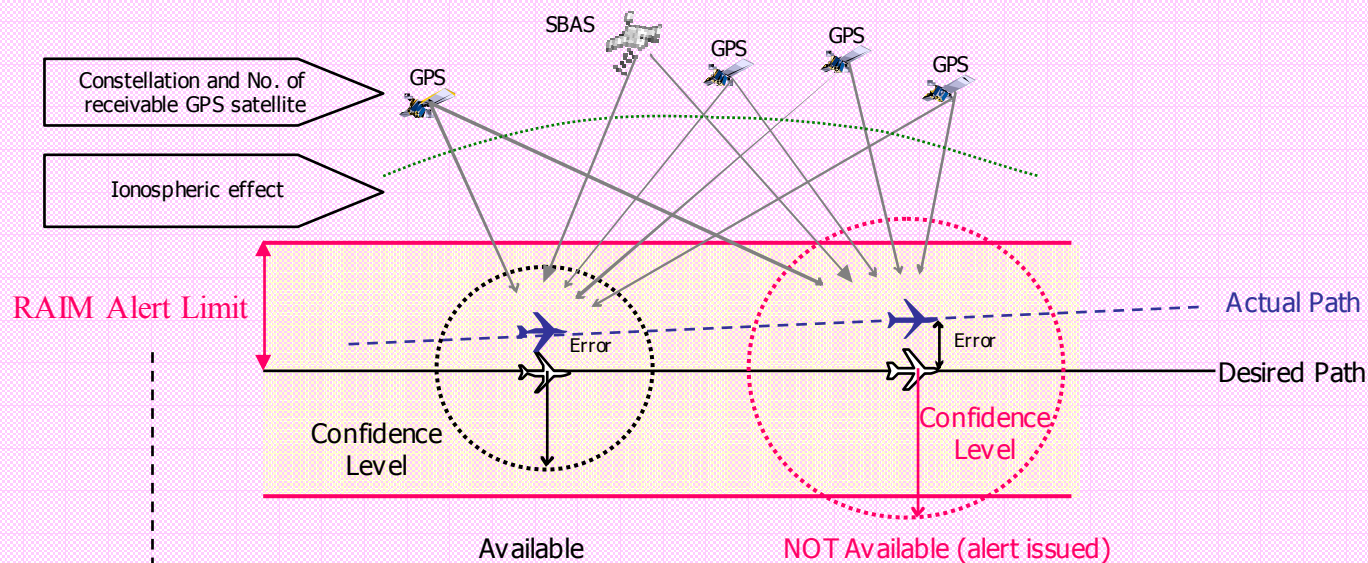 SBAS
GPS
GPS
GPS
GPS
Constellation and No. of
receivable GPS satellite
Ionospheric effect
RAIM Alert Limit
Actual Path
Error
Error
Desired Path
Confidence
Level
Confidence
Level
Available
NOT Available (alert issued)